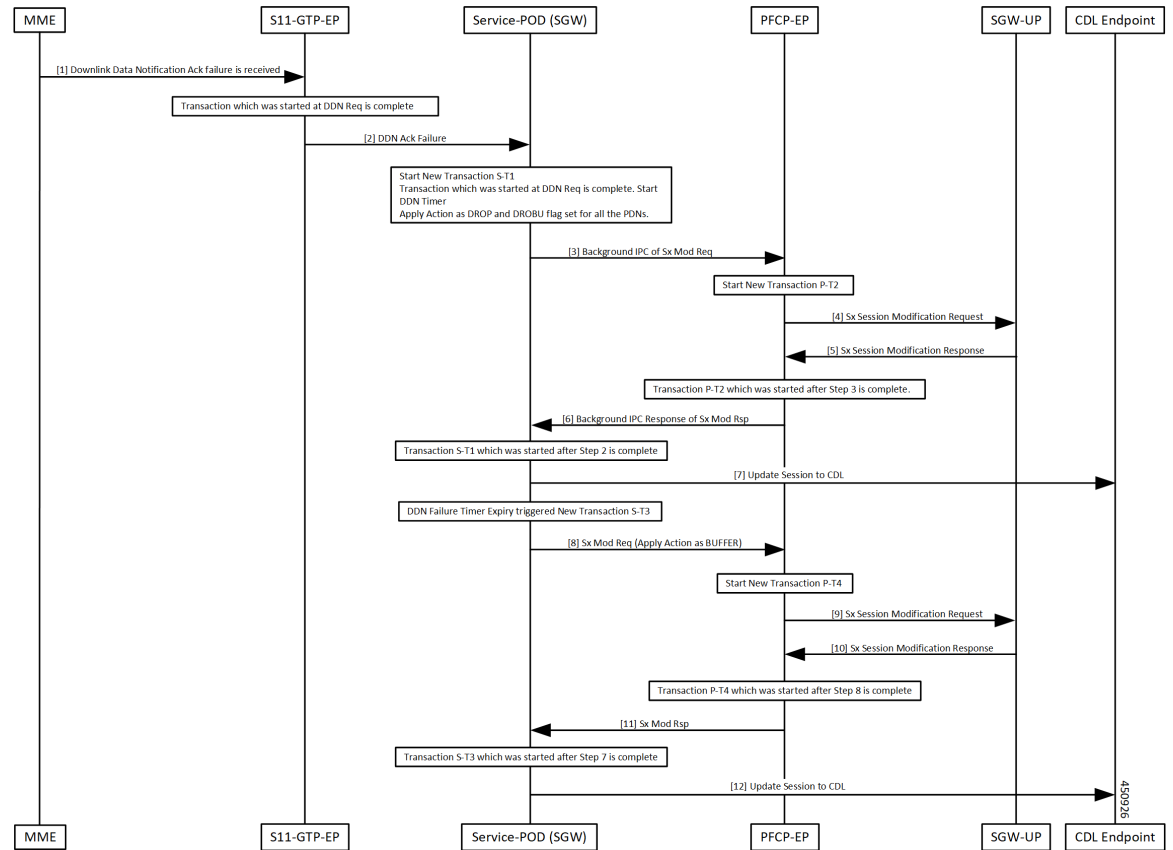 MME
S11-GTP-EP
Service-POD (SGW)
PFCP-EP
SGW-UP
CDL Endpoint
[1] Downlink Data Notification Ack failure is received
Transaction which was started at DDN Req is complete
[2] DDN Ack Failure
Start New Transaction S-T1
Transaction which was started at DDN Req is complete. Start
DDN Timer
Apply Action as DROP and DROBU flag set for all the PDNs.
[3] Background IPC of Sx Mod Req
Start New Transaction P-T2
[4] Sx Session Modification Request
[5] Sx Session Modification Response
Transaction P-T2 which was started after Step 3 is complete.
[6] Background IPC Response of Sx Mod Rsp
Transaction S-T1 which was started after Step 2 is complete
[7] Update Session to CDL
DDN Failure Timer Expiry triggered New Transaction S-T3
[8] Sx Mod Req (Apply Action as BUFFER)
Start New Transaction P-T4
[9] Sx Session Modification Request
[10] Sx Session Modification Response
Transaction P-T4 which was started after Step 8 is complete
[11] Sx Mod Rsp
Transaction S-T3 which was started after Step 7 is complete
[12] Update Session to CDL
450926
MME
S11-GTP-EP
Service-POD (SGW)
PFCP-EP
SGW-UP
CDL Endpoint